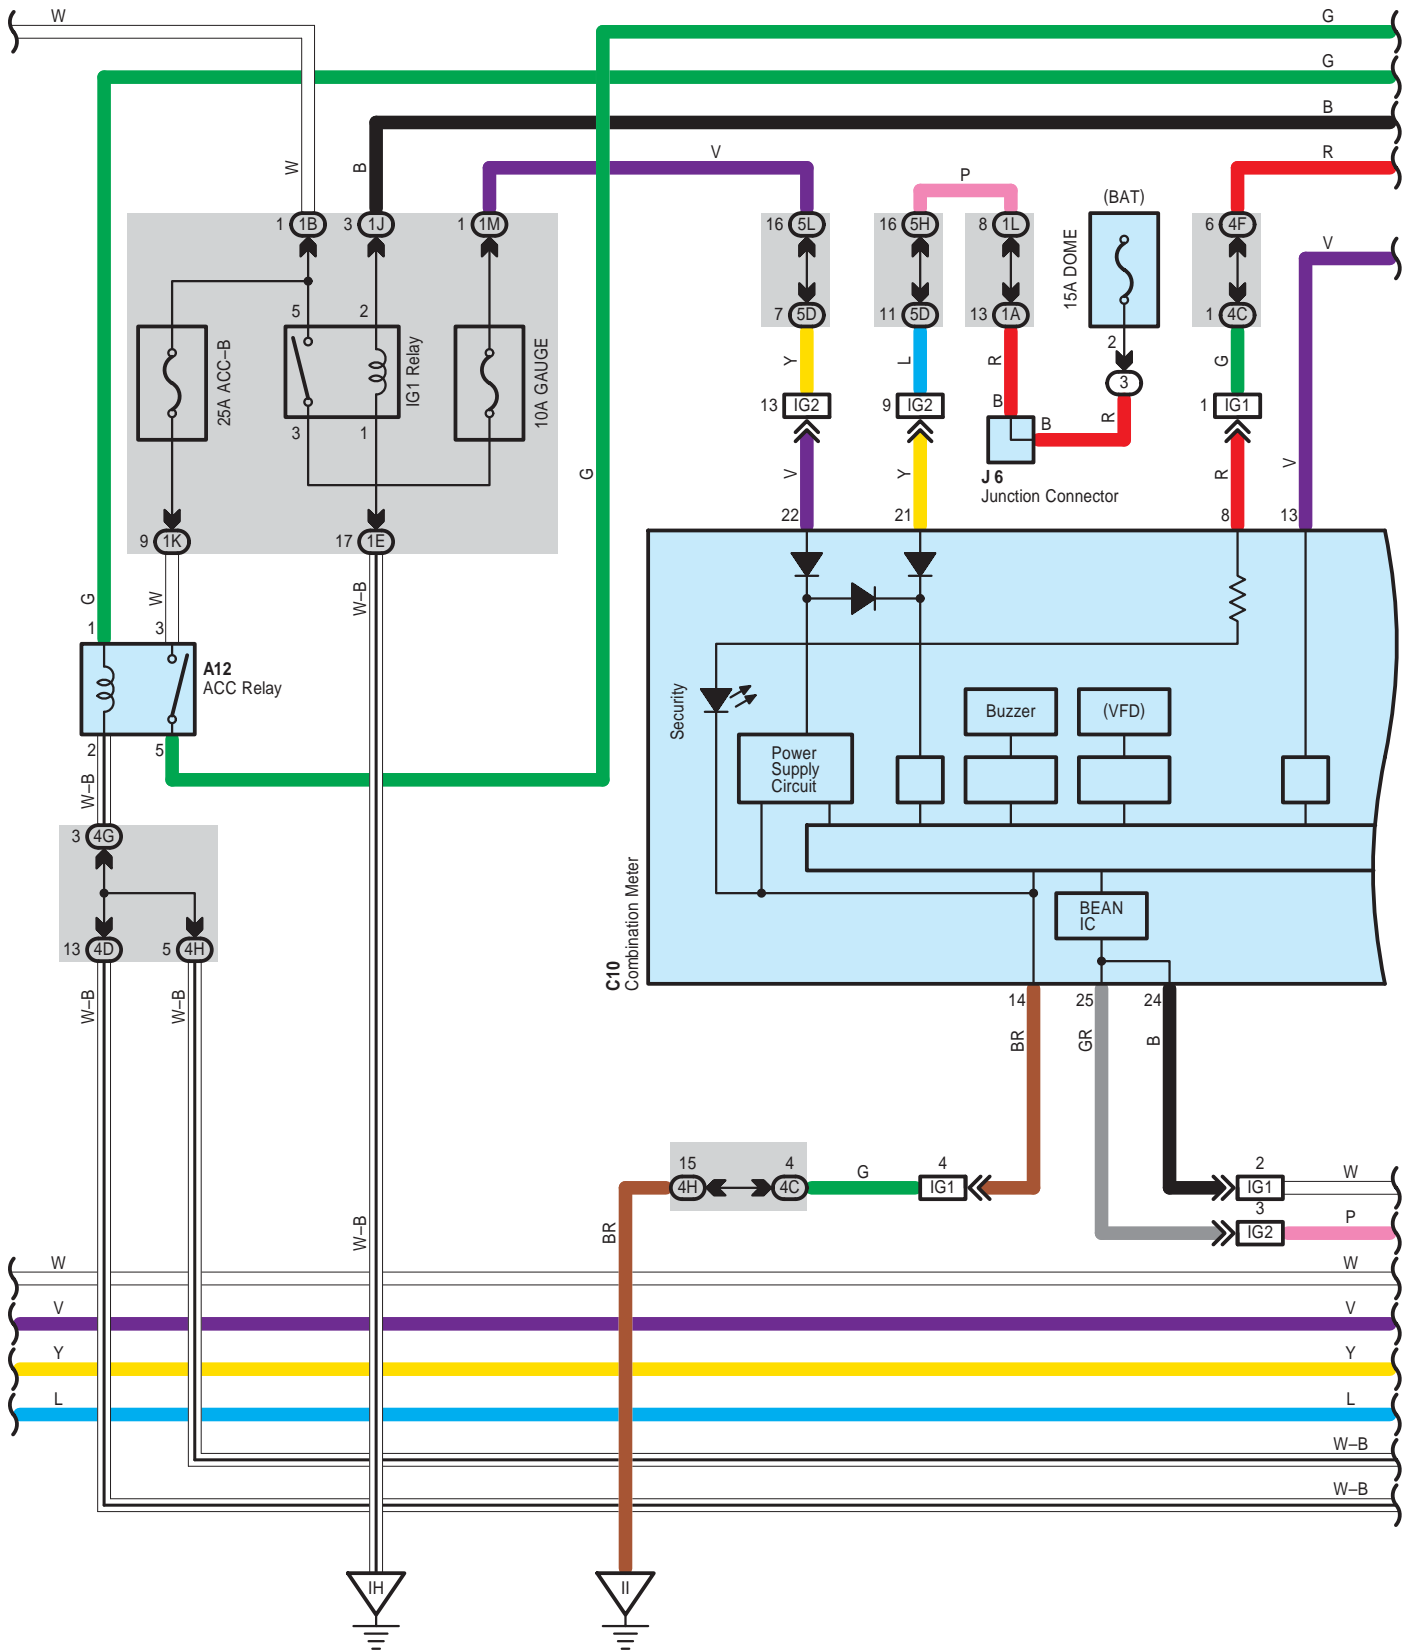 W
G
G
B
R
V
P
(BAT)
V
W
B
1 1B
3 1J
1 1M
16 5L
16 5H
8 1L
15A DOME
6 4F
7 5D
11 5D
13 1A
1 4C
5
2
25A ACC–B
IG1 Relay
10A GAUGE
3
1
2
3
Y
L
R
B
B
R
G
13 IG2
9 IG2
1 IG1
J 6
Junction Connector
G
V
Y
R
V
9 1K
17 1E
22
21
8
13
G
W
W–B
1
3
A12
ACC Relay
2
5
W–B
Security
Power
Supply
Circuit
Buzzer
(VFD)
3 4G
13 4D
5 4H
BEAN
IC
C10
Combination Meter
W–B
W–B
14
25
24
BR
GR
B
15
4H
4
4C
G
4
IG1
2
IG1
W
3
IG2
P
BR
W–B
W
W
V
V
Y
Y
L
L
W–B
W–B
IH
II